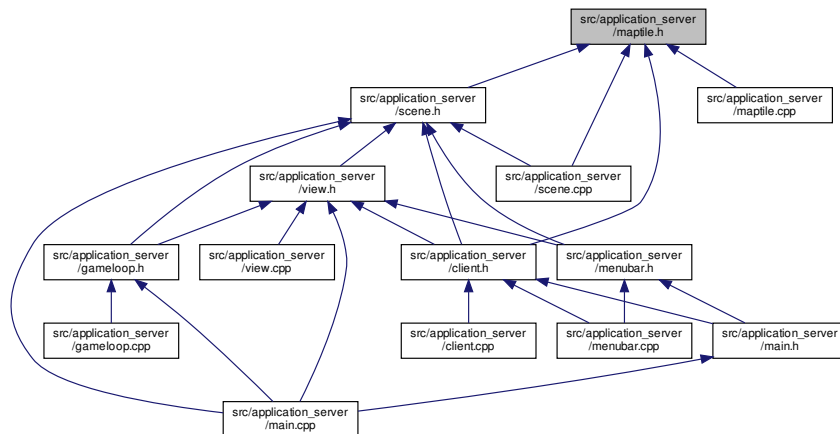 src/application_server
/maptile.h
src/application_server
/scene.h
src/application_server
/maptile.cpp
src/application_server
/view.h
src/application_server
/scene.cpp
src/application_server
/gameloop.h
src/application_server
/view.cpp
src/application_server
/client.h
src/application_server
/menubar.h
src/application_server
/gameloop.cpp
src/application_server
/client.cpp
src/application_server
/menubar.cpp
src/application_server
/main.h
src/application_server
/main.cpp